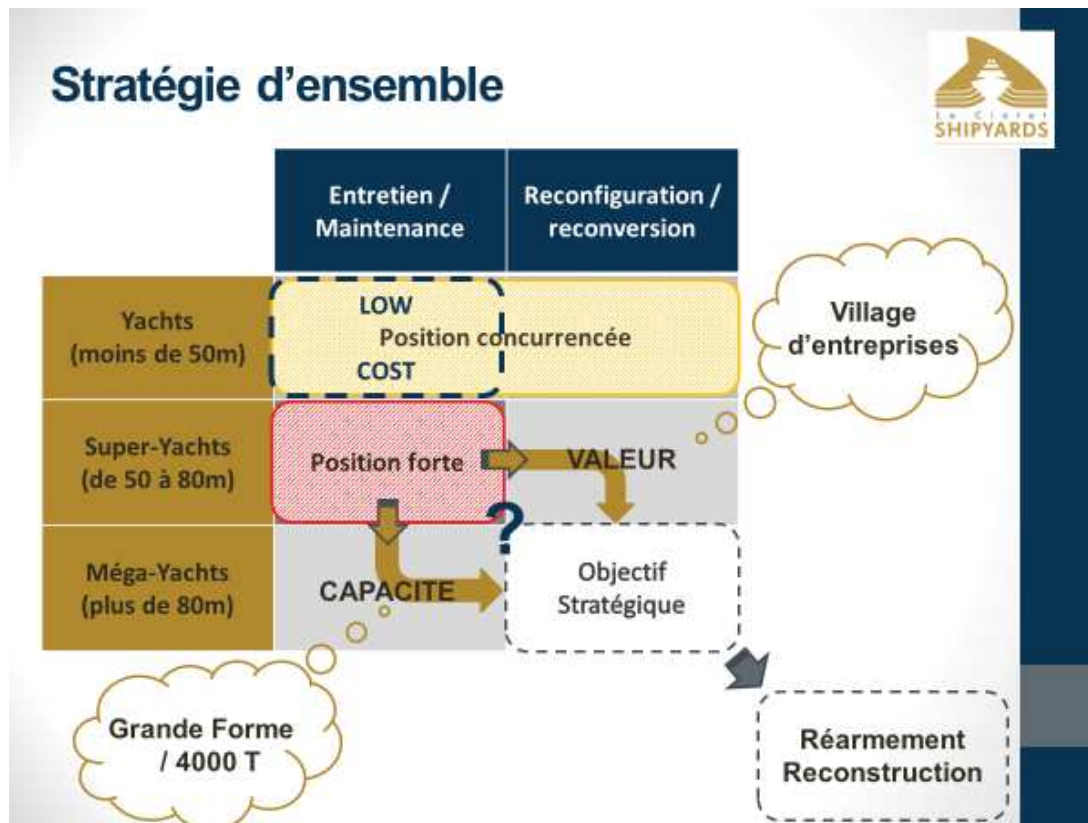 Stratégie d'ensemble
La Ciotat
SHIPYARDS
Entretien /
Maintenance
Reconfiguration /
reconversion
Yachts
(moins de 50m)
LOW
Position concurrencée
COST
Village
d'entreprises
Super-Yachts
(de 50 à 80m)
Position forte
VALEUR
?
Méga-Yachts
(plus de 80m)
CAPACITE
Objectif
Stratégique
Grande Forme
/ 4000 T
Réarmement
Reconstruction